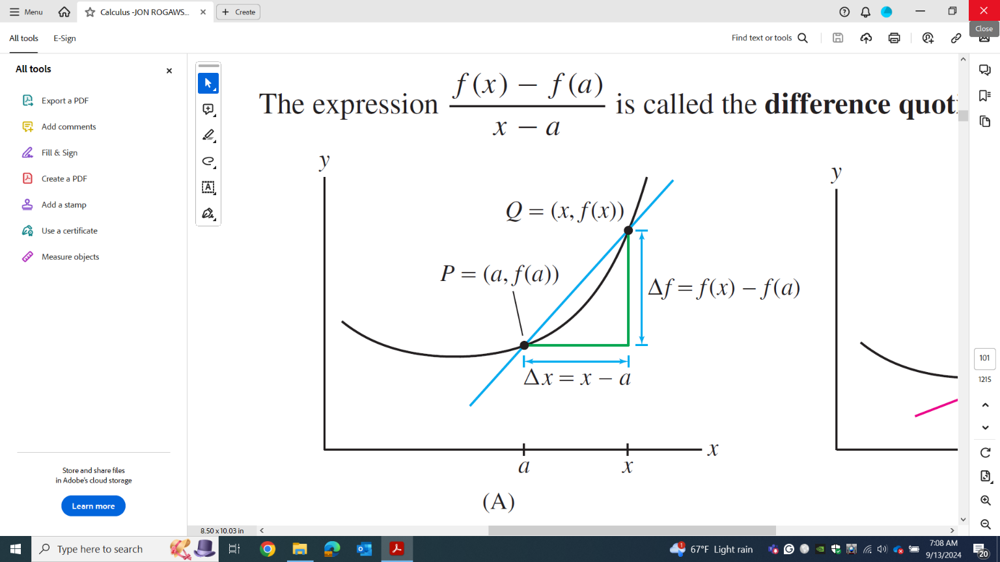 Menu
Calculus -JON ROGAWS...
Create
Close
All tools
E-Sign
Find text or tools
All tools
Export a PDF
Add comments
Fill & Sign
Create a PDF
Add a stamp
Use a certificate
Measure objects
Store and share files
in Adobe's cloud storage
Learn more
The expression f(x) − f(a) / x − a is called the difference quoti
y
Q = (x, f(x))
P = (a, f(a))
Δf = f(x) − f(a)
Δx = x − a
x
a
x
(A)
y
101
1215
8.50 x 10.03 in
Type here to search
1
67°F Light rain
7:08 AM
9/13/2024
20